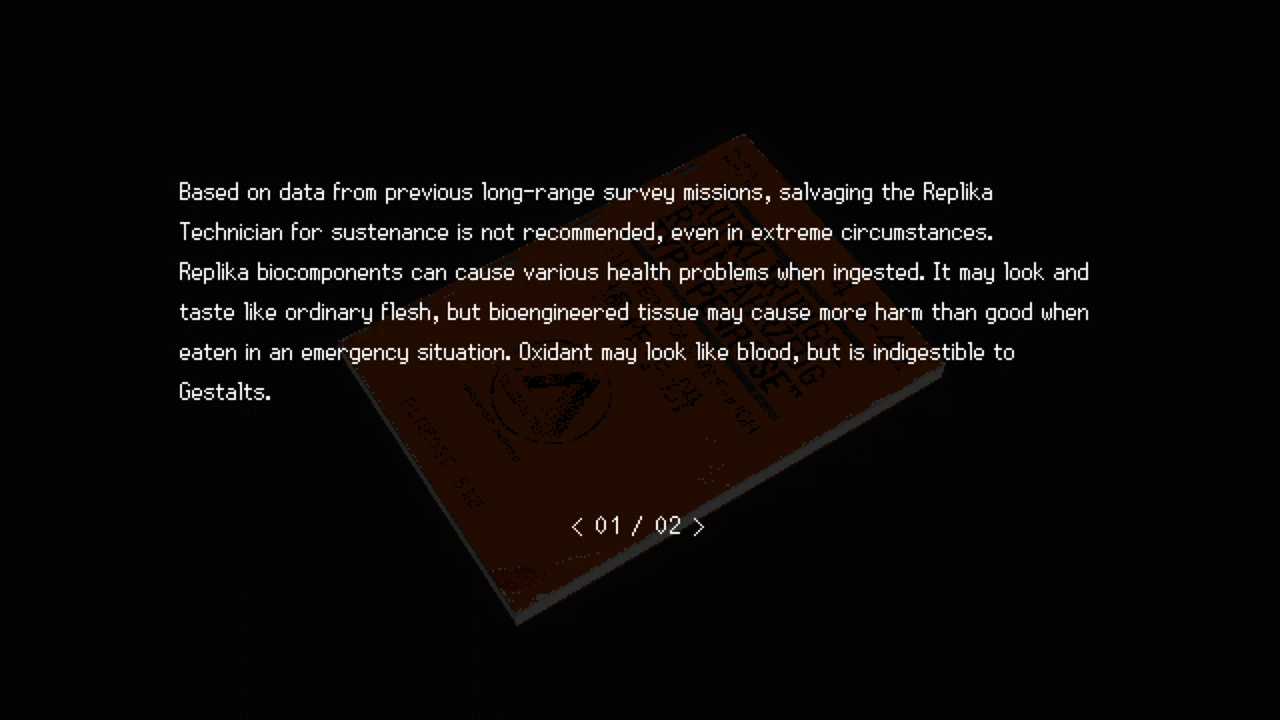 Based on data from previous long-range survey missions, salvaging the Replika
Technician for sustenance is not recommended, even in extreme circumstances.
Replika biocomponents can cause various health problems when ingested. It may look and
taste like ordinary flesh, but bioengineered tissue may cause more harm than good when
eaten in an emergency situation. Oxidant may look like blood, but is indigestible to
Gestalts.
< 01 / 02 >